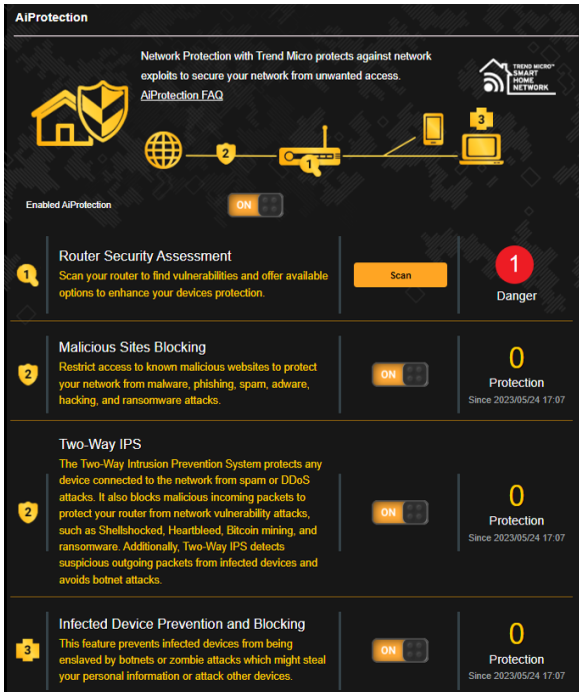 AiProtection
Network Protection with Trend Micro protects against network
exploits to secure your network from unwanted access.
AiProtection FAQ
TREND MICRO™
SMART
HOME
NETWORK
3
2
1
Enabled AiProtection
ON
1
Router Security Assessment
Scan your router to find vulnerabilities and offer available
options to enhance your devices protection.
Scan
1
Danger
2
Malicious Sites Blocking
Restrict access to known malicious websites to protect
your network from malware, phishing, spam, adware,
hacking, and ransomware attacks.
ON
0
Protection
Since 2023/05/24 17:07
2
Two-Way IPS
The Two-Way Intrusion Prevention System protects any
device connected to the network from spam or DDoS
attacks. It also blocks malicious incoming packets to
protect your router from network vulnerability attacks,
such as Shellshocked, Heartbleed, Bitcoin mining, and
ransomware. Additionally, Two-Way IPS detects
suspicious outgoing packets from infected devices and
avoids botnet attacks.
ON
0
Protection
Since 2023/05/24 17:07
3
Infected Device Prevention and Blocking
This feature prevents infected devices from being
enslaved by botnets or zombie attacks which might steal
your personal information or attack other devices.
ON
0
Protection
Since 2023/05/24 17:07